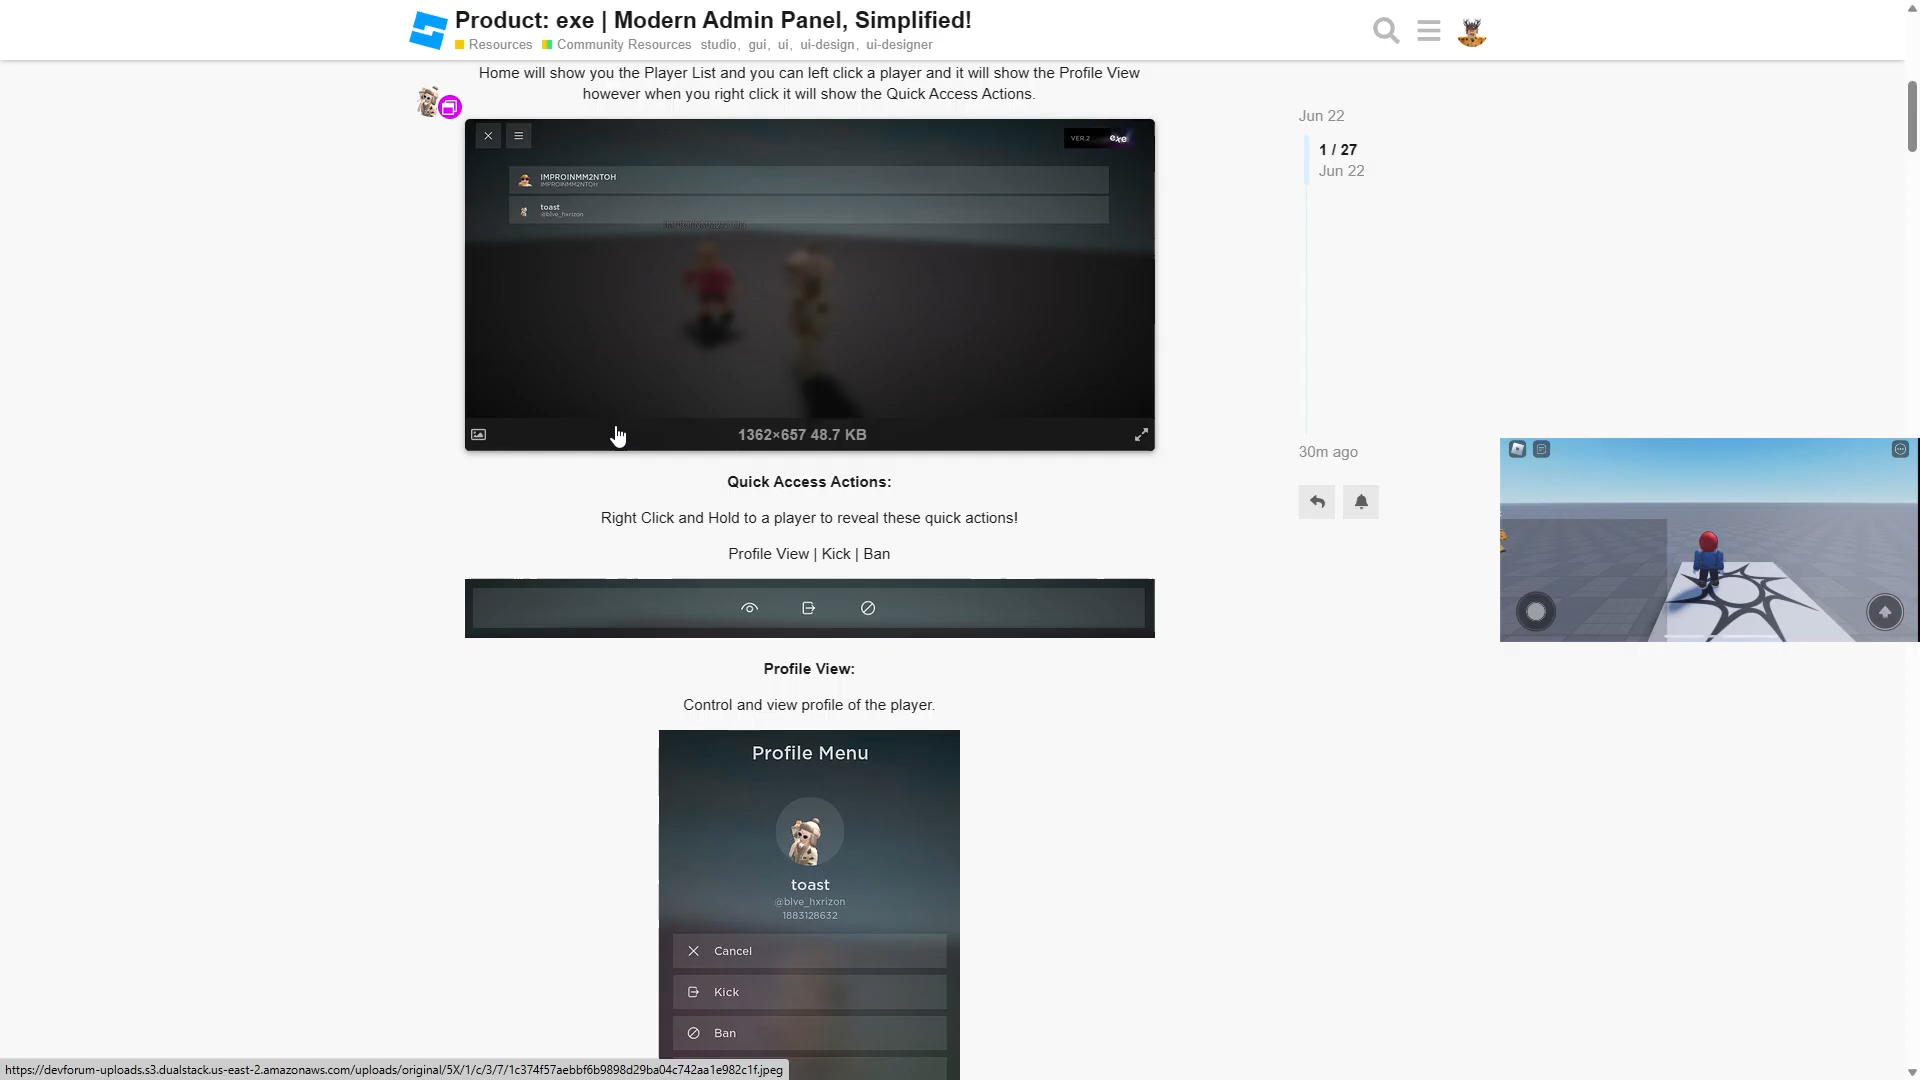 Product: exe | Modern Admin Panel, Simplified!
Resources Community Resources studio, gui, ui, ui-design, ui-designer
Home will show you the Player List and you can left click a player and it will show the Profile View
however when you right click it will show the Quick Access Actions.
Jun 22
1 / 27
Jun 22
30m ago
VER.2 exe
IMPROINMM2NTOH
IMPROINMM2NTOH
toast
@blve_hxrizon
1362×657 48.7 KB
Quick Access Actions:
Right Click and Hold to a player to reveal these quick actions!
Profile View | Kick | Ban
Profile View:
Control and view profile of the player.
Profile Menu
toast
@blve_hxrizon
1883128632
Cancel
Kick
Ban
https://devforum-uploads.s3.dualstack.us-east-2.amazonaws.com/uploads/original/5X/1/c/3/7/1c374f57aebbf6b9898d29ba04c742aa1e982c1f.jpeg